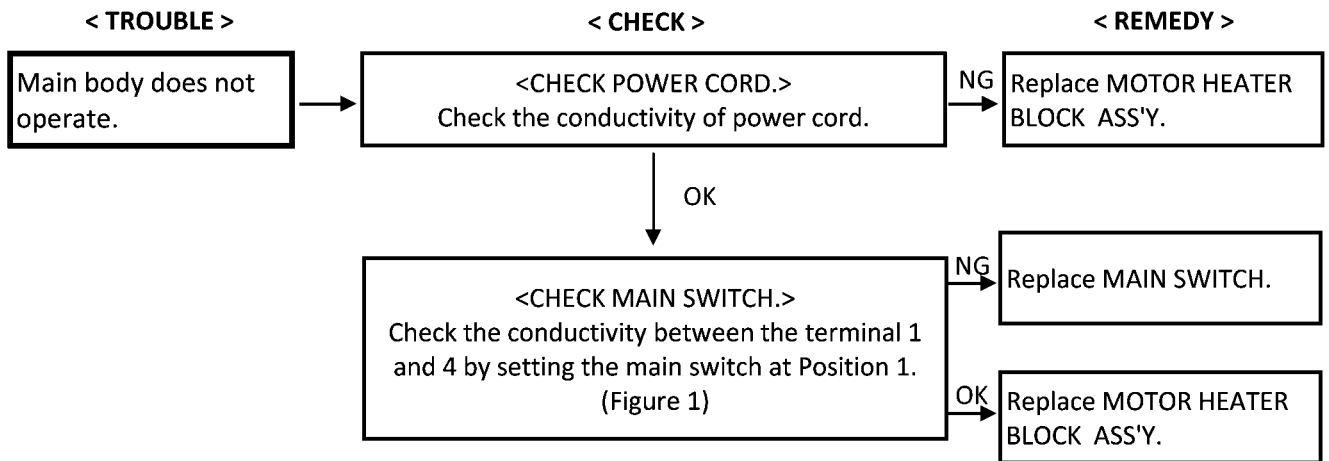 < TROUBLE >
< CHECK >
< REMEDY >
Main body does not
operate.
<CHECK POWER CORD.>
Check the conductivity of power cord.
NG
Replace MOTOR HEATER
BLOCK ASS'Y.
OK
<CHECK MAIN SWITCH.>
Check the conductivity between the terminal 1
and 4 by setting the main switch at Position 1.
(Figure 1)
NG
Replace MAIN SWITCH.
OK
Replace MOTOR HEATER
BLOCK ASS'Y.